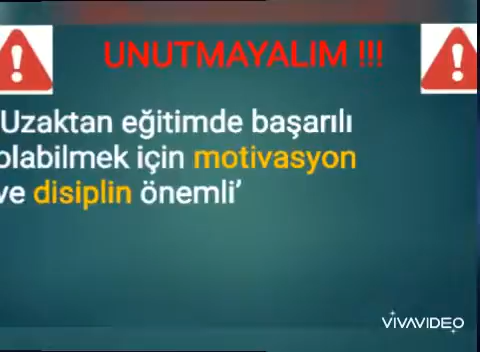 UNUTMAYALIM !!!
Uzaktan eğitimde başarılı
olabilmek için motivasyon
ve disiplin önemli’
VIVAVIDEO